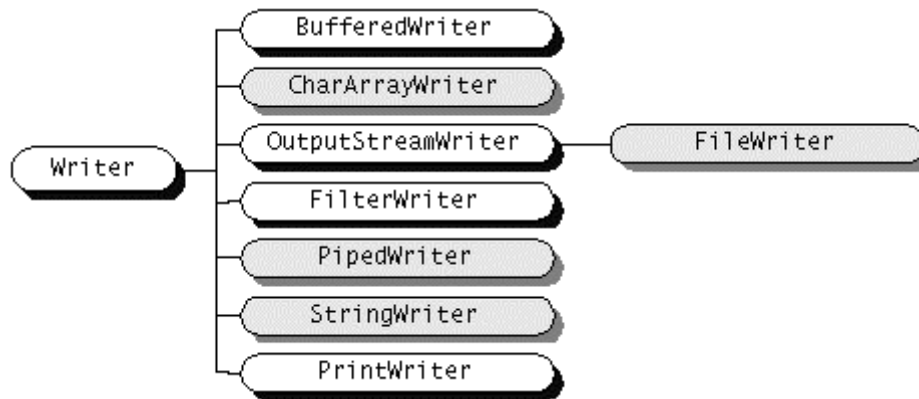 BufferedWriter
CharArrayWriter
OutputStreamWriter
FileWriter
Writer
FilterWriter
PipedWriter
StringWriter
PrintWriter